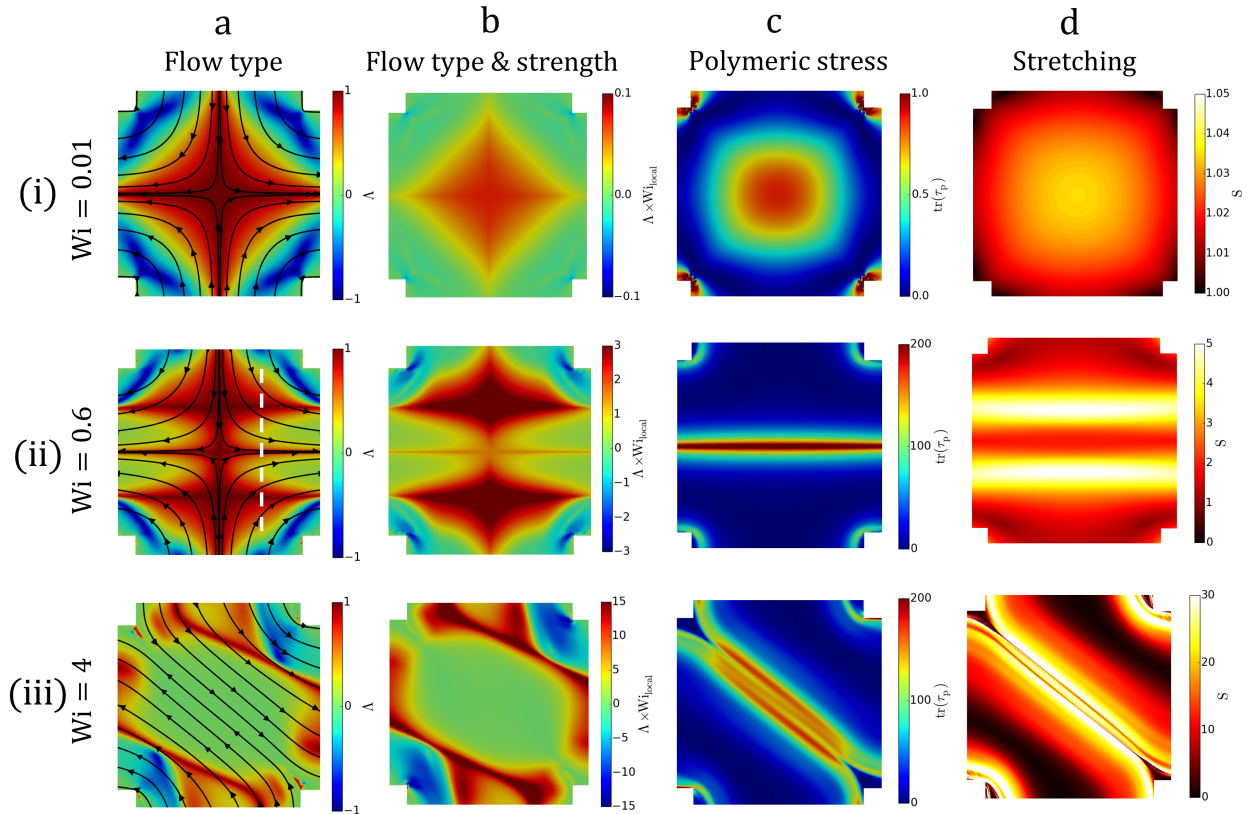 a b c d
Flow type Flow type & strength Polymeric stress Stretching
(i) Wi = 0.01
1 0 −1 Λ
0.1 0.0 −0.1 Λ ×Wi_local
1.0 0.5 0.0 tr(τ_p)
1.05 1.04 1.03 1.02 1.01 1.00 S
(ii) Wi = 0.6
1 0 −1 Λ
3 2 1 0 −1 −2 −3 Λ ×Wi_local
200 100 0 tr(τ_p)
5 4 3 2 1 0 S
(iii) Wi = 4
1 0 −1 Λ
15 10 5 0 −5 −10 −15 Λ ×Wi_local
200 100 0 tr(τ_p)
30 20 10 0 S